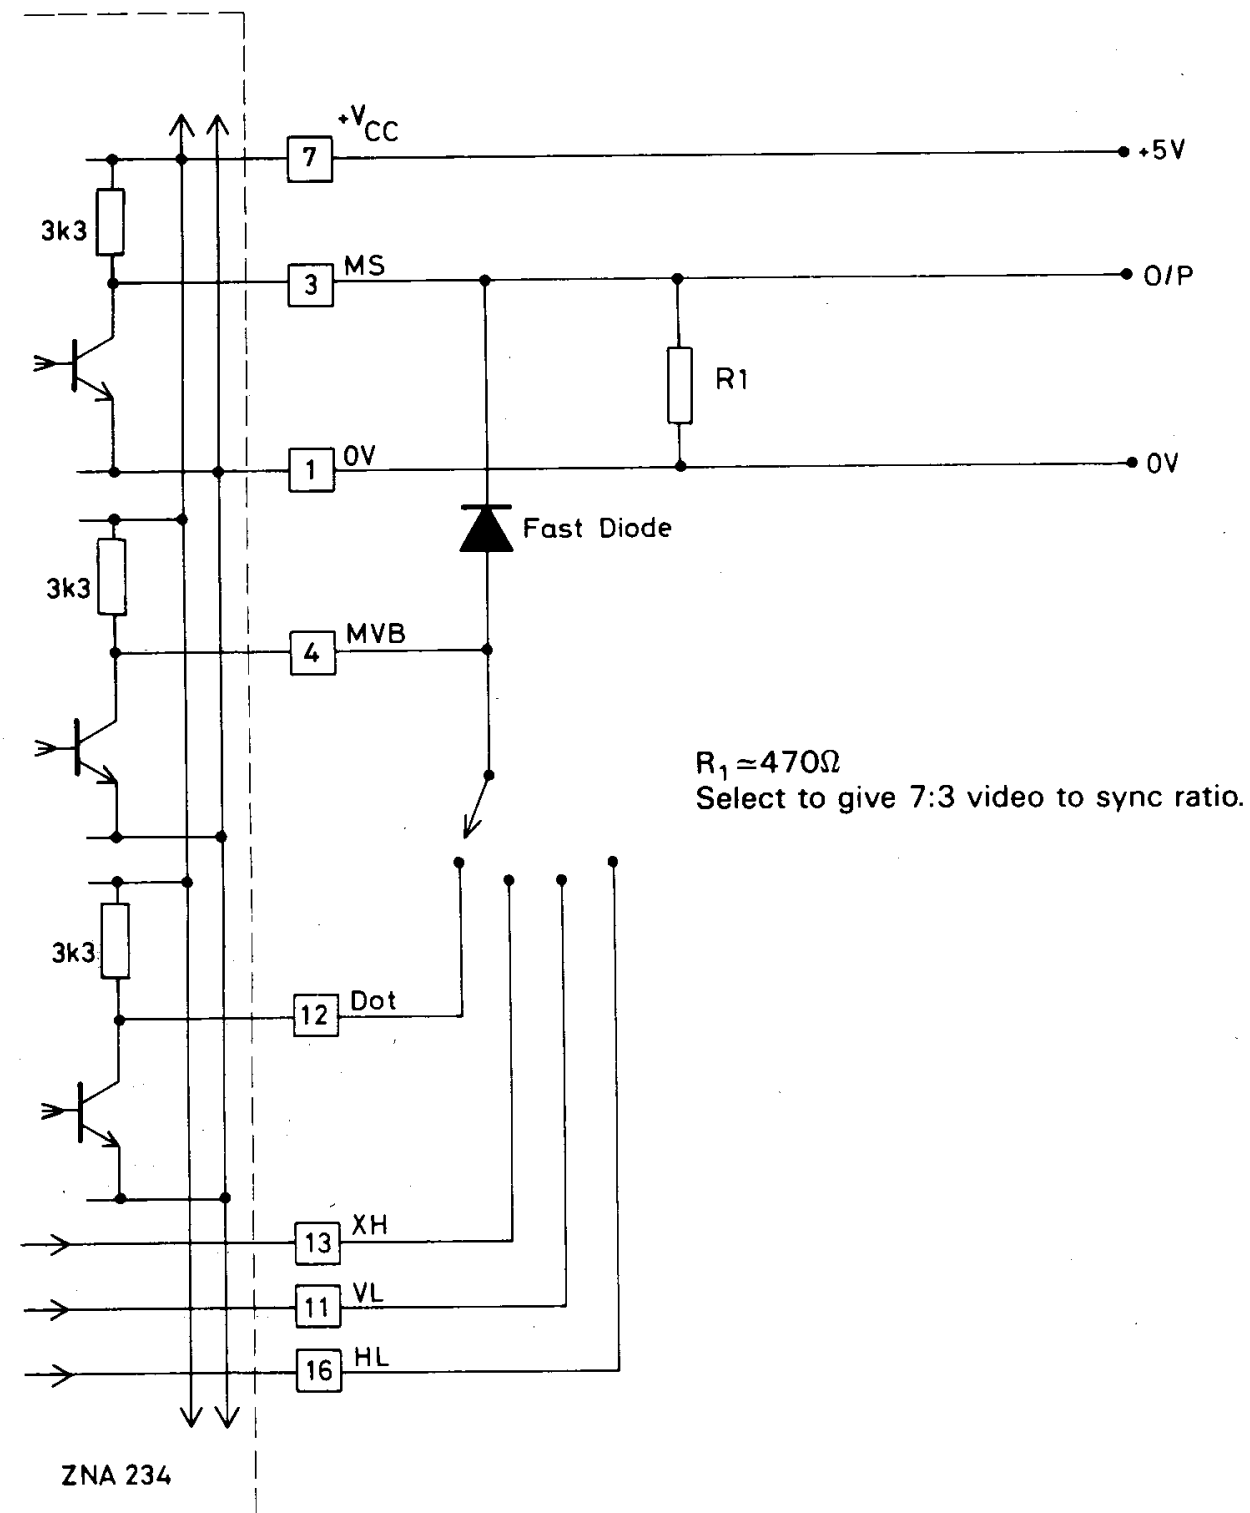 +VCC
7
+5V
3k3
MS
3
O/P
R1
0V
1
0V
Fast Diode
3k3
MVB
4
R1 ≃ 470Ω
Select to give 7:3 video to sync ratio.
3k3
Dot
12
XH
13
VL
11
HL
16
ZNA 234